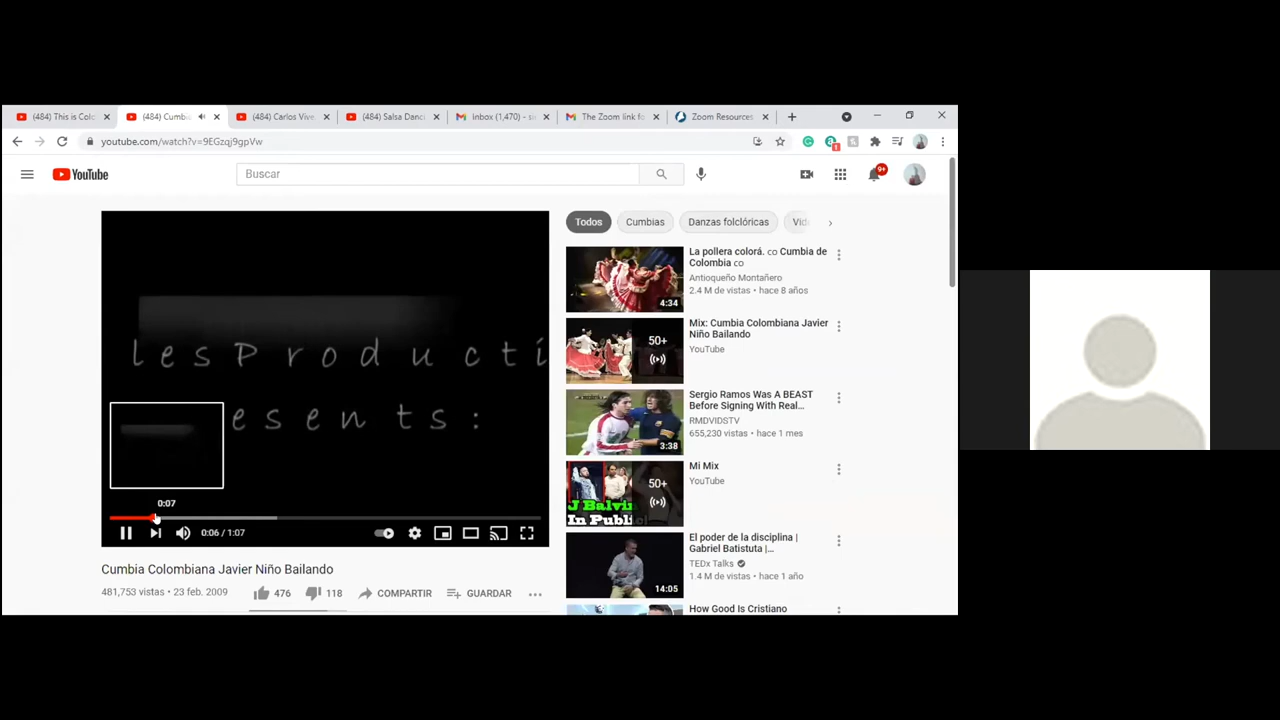 (484) This is Colo
(484) Cumbi
(484) Carlos Vive
(484) Salsa Danci
Inbox (1,470) - s
The Zoom link fo
Zoom Resources
youtube.com/watch?v=9EGzqj9gpVw
YouTube
Buscar
9+
lesProducti
esents:
0:07
0:06 / 1:07
Cumbia Colombiana Javier Niño Bailando
481,753 vistas • 23 feb. 2009
476
118
COMPARTIR
GUARDAR
Todos
Cumbias
Danzas folclóricas
Vid
La pollera colorá. co Cumbia de
Colombia co
Antioqueño Montañero
2.4 M de vistas • hace 8 años
4:34
Mix: Cumbia Colombiana Javier
Niño Bailando
YouTube
50+
Sergio Ramos Was A BEAST
Before Signing With Real...
RMDVIDSTV
655,230 vistas • hace 1 mes
3:38
Mi Mix
YouTube
50+
J Balvin
In Publi
El poder de la disciplina |
Gabriel Batistuta |...
TEDx Talks
1.4 M de vistas • hace 1 año
14:05
How Good Is Cristiano